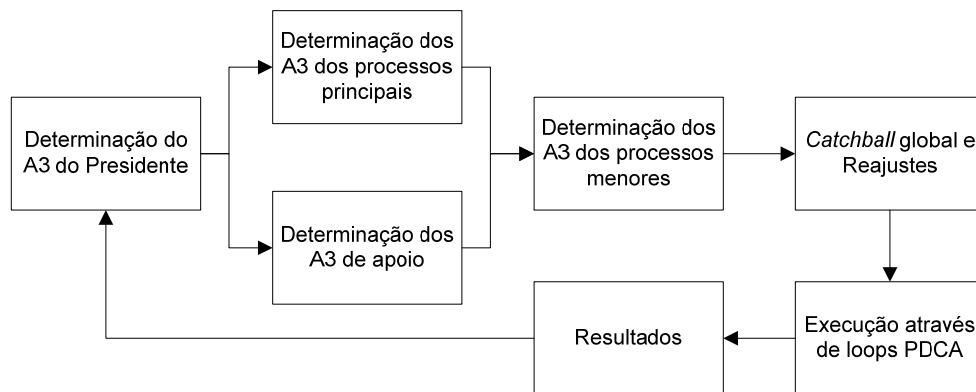 Determinação do
A3 do Presidente
Determinação dos
A3 dos processos
principais
Determinação dos
A3 de apoio
Determinação dos
A3 dos processos
menores
Catchball global e
Reajustes
Execução através
de loops PDCA
Resultados